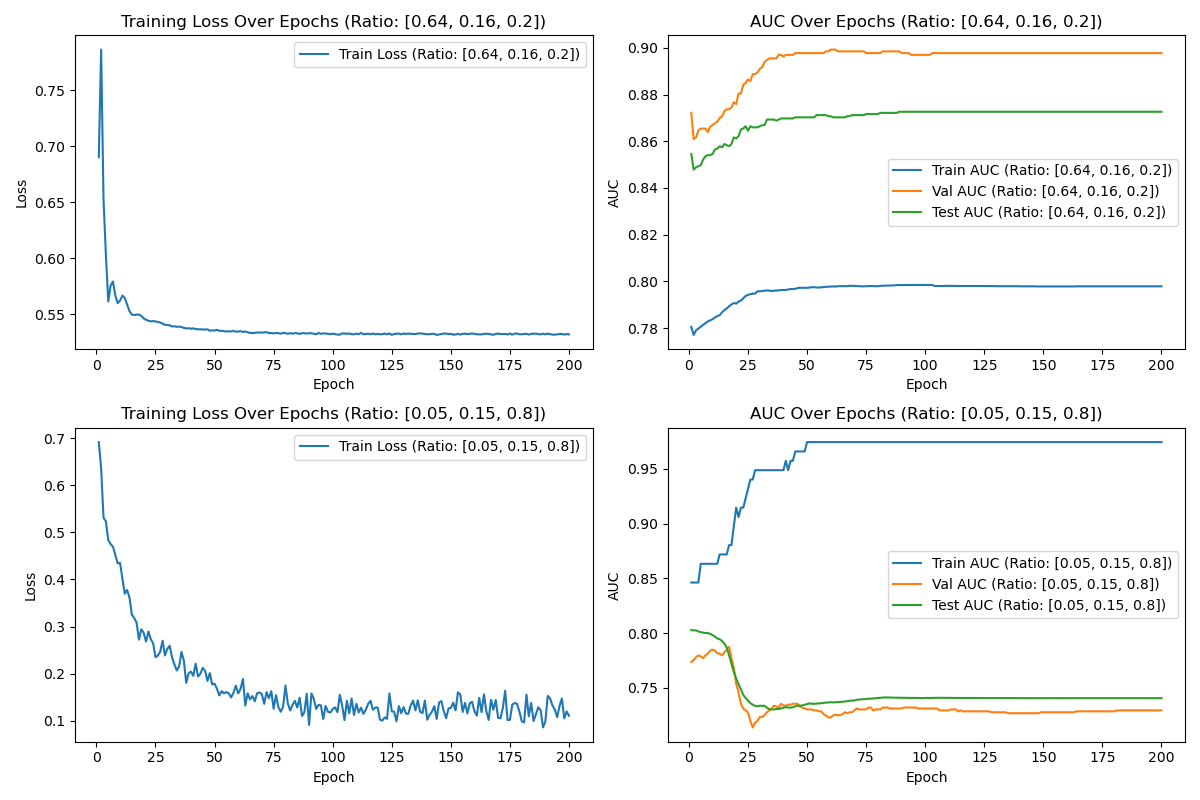 Training Loss Over Epochs (Ratio: [0.64, 0.16, 0.2])
Train Loss (Ratio: [0.64, 0.16, 0.2])
Loss
0.75
0.70
0.65
0.60
0.55
0 25 50 75 100 125 150 175 200
Epoch
AUC Over Epochs (Ratio: [0.64, 0.16, 0.2])
AUC
0.90
0.88
0.86
0.84
0.82
0.80
0.78
Train AUC (Ratio: [0.64, 0.16, 0.2])
Val AUC (Ratio: [0.64, 0.16, 0.2])
Test AUC (Ratio: [0.64, 0.16, 0.2])
0 25 50 75 100 125 150 175 200
Epoch
Training Loss Over Epochs (Ratio: [0.05, 0.15, 0.8])
Train Loss (Ratio: [0.05, 0.15, 0.8])
Loss
0.7
0.6
0.5
0.4
0.3
0.2
0.1
0 25 50 75 100 125 150 175 200
Epoch
AUC Over Epochs (Ratio: [0.05, 0.15, 0.8])
AUC
0.95
0.90
0.85
0.80
0.75
Train AUC (Ratio: [0.05, 0.15, 0.8])
Val AUC (Ratio: [0.05, 0.15, 0.8])
Test AUC (Ratio: [0.05, 0.15, 0.8])
0 25 50 75 100 125 150 175 200
Epoch